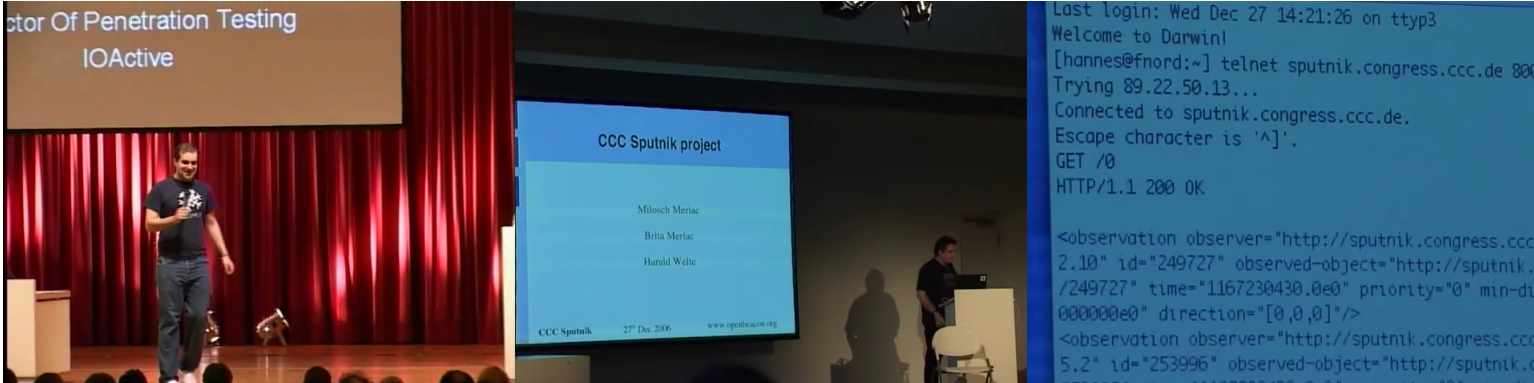 ctor Of Penetration Testing
IOActive
CCC Sputnik project
Milosch Meriac
Brita Meriac
Harald Welte
CCC Sputnik 27th Dec 2006 www.openbeacon.org
Last login: Wed Dec 27 14:21:26 on ttyp3
Welcome to Darwin!
[hannes@fnord:~] telnet sputnik.congress.ccc.de 800
Trying 89.22.50.13...
Connected to sputnik.congress.ccc.de.
Escape character is '^]'.
GET /0
HTTP/1.1 200 OK
<observation observer="http://sputnik.congress.ccc
2.10" id="249727" observed-object="http://sputnik.
/249727" time="1167230430.0e0" priority="0" min-di
000000e0" direction="[0,0,0]"/>
<observation observer="http://sputnik.congress.ccc
5.2" id="253996" observed-object="http://sputnik.